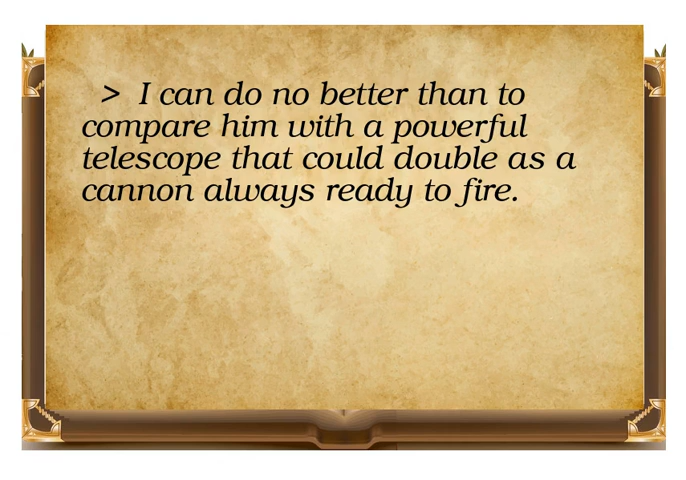 > I can do no better than to
compare him with a powerful
telescope that could double as a
cannon always ready to fire.